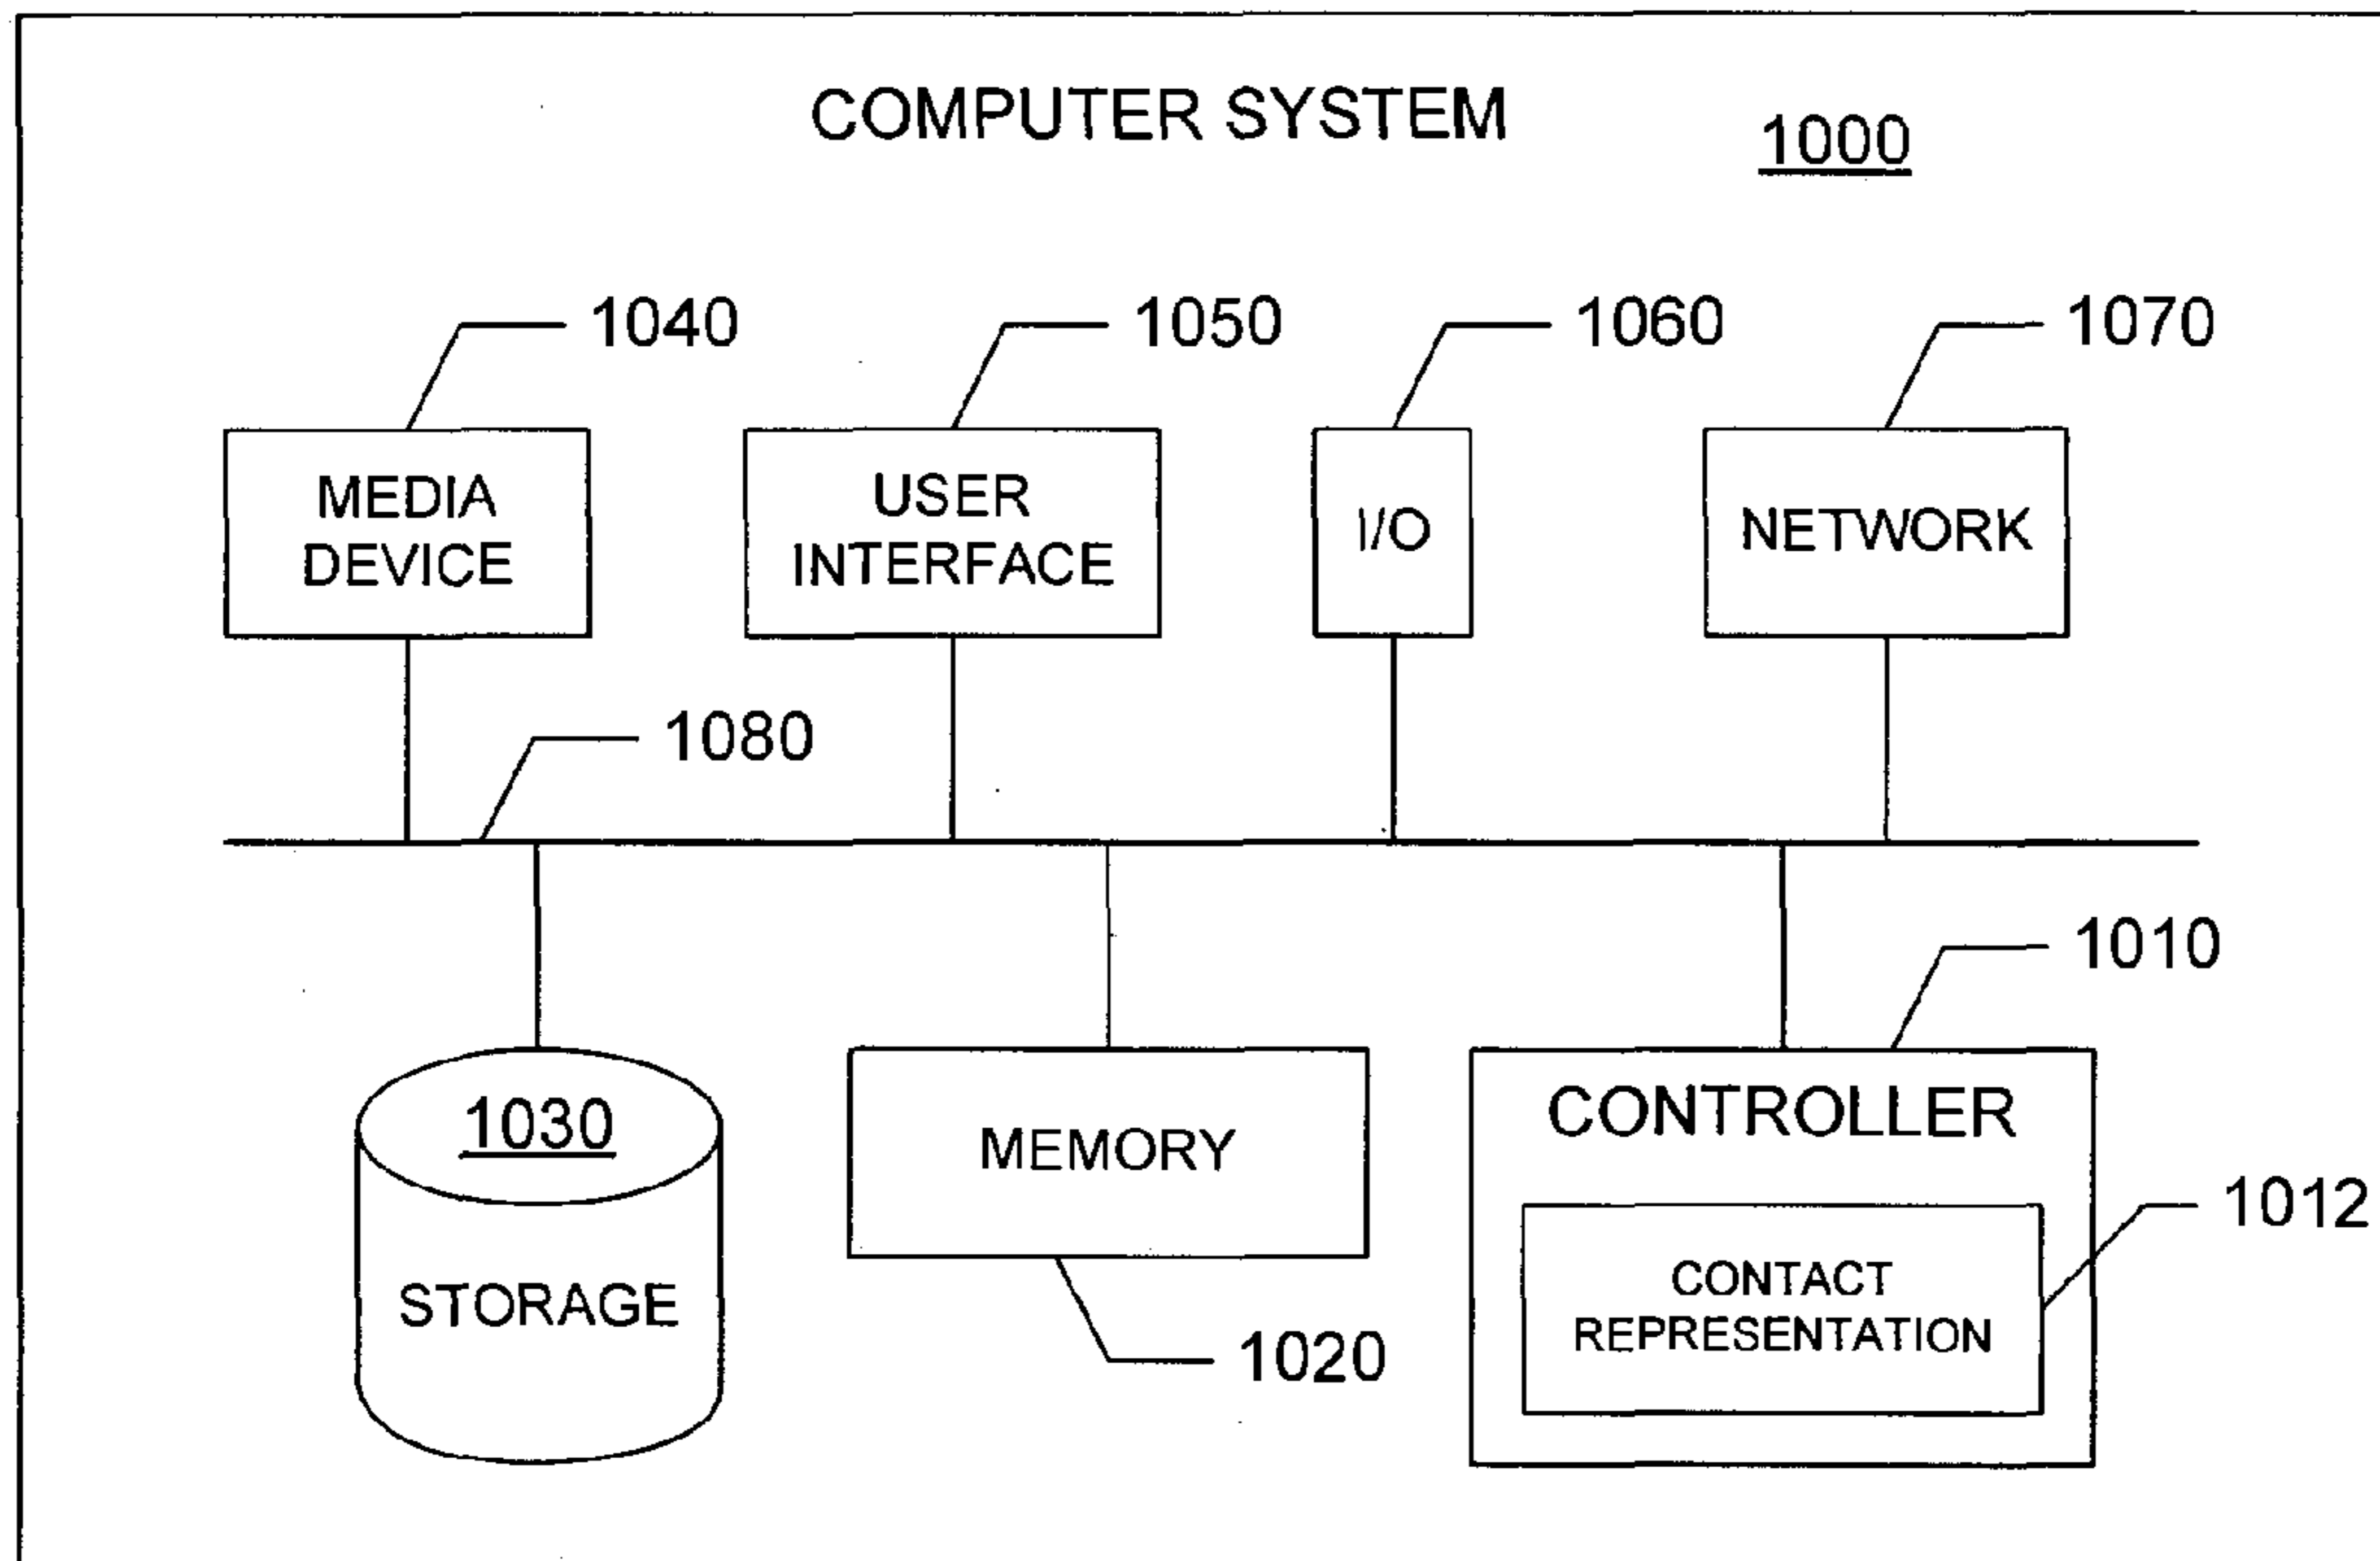 COMPUTER SYSTEM
1000
1040
1050
1060
1070
MEDIA
DEVICE
USER
INTERFACE
I/O
NETWORK
1080
1010
1030
STORAGE
MEMORY
1020
CONTROLLER
1012
CONTACT
REPRESENTATION